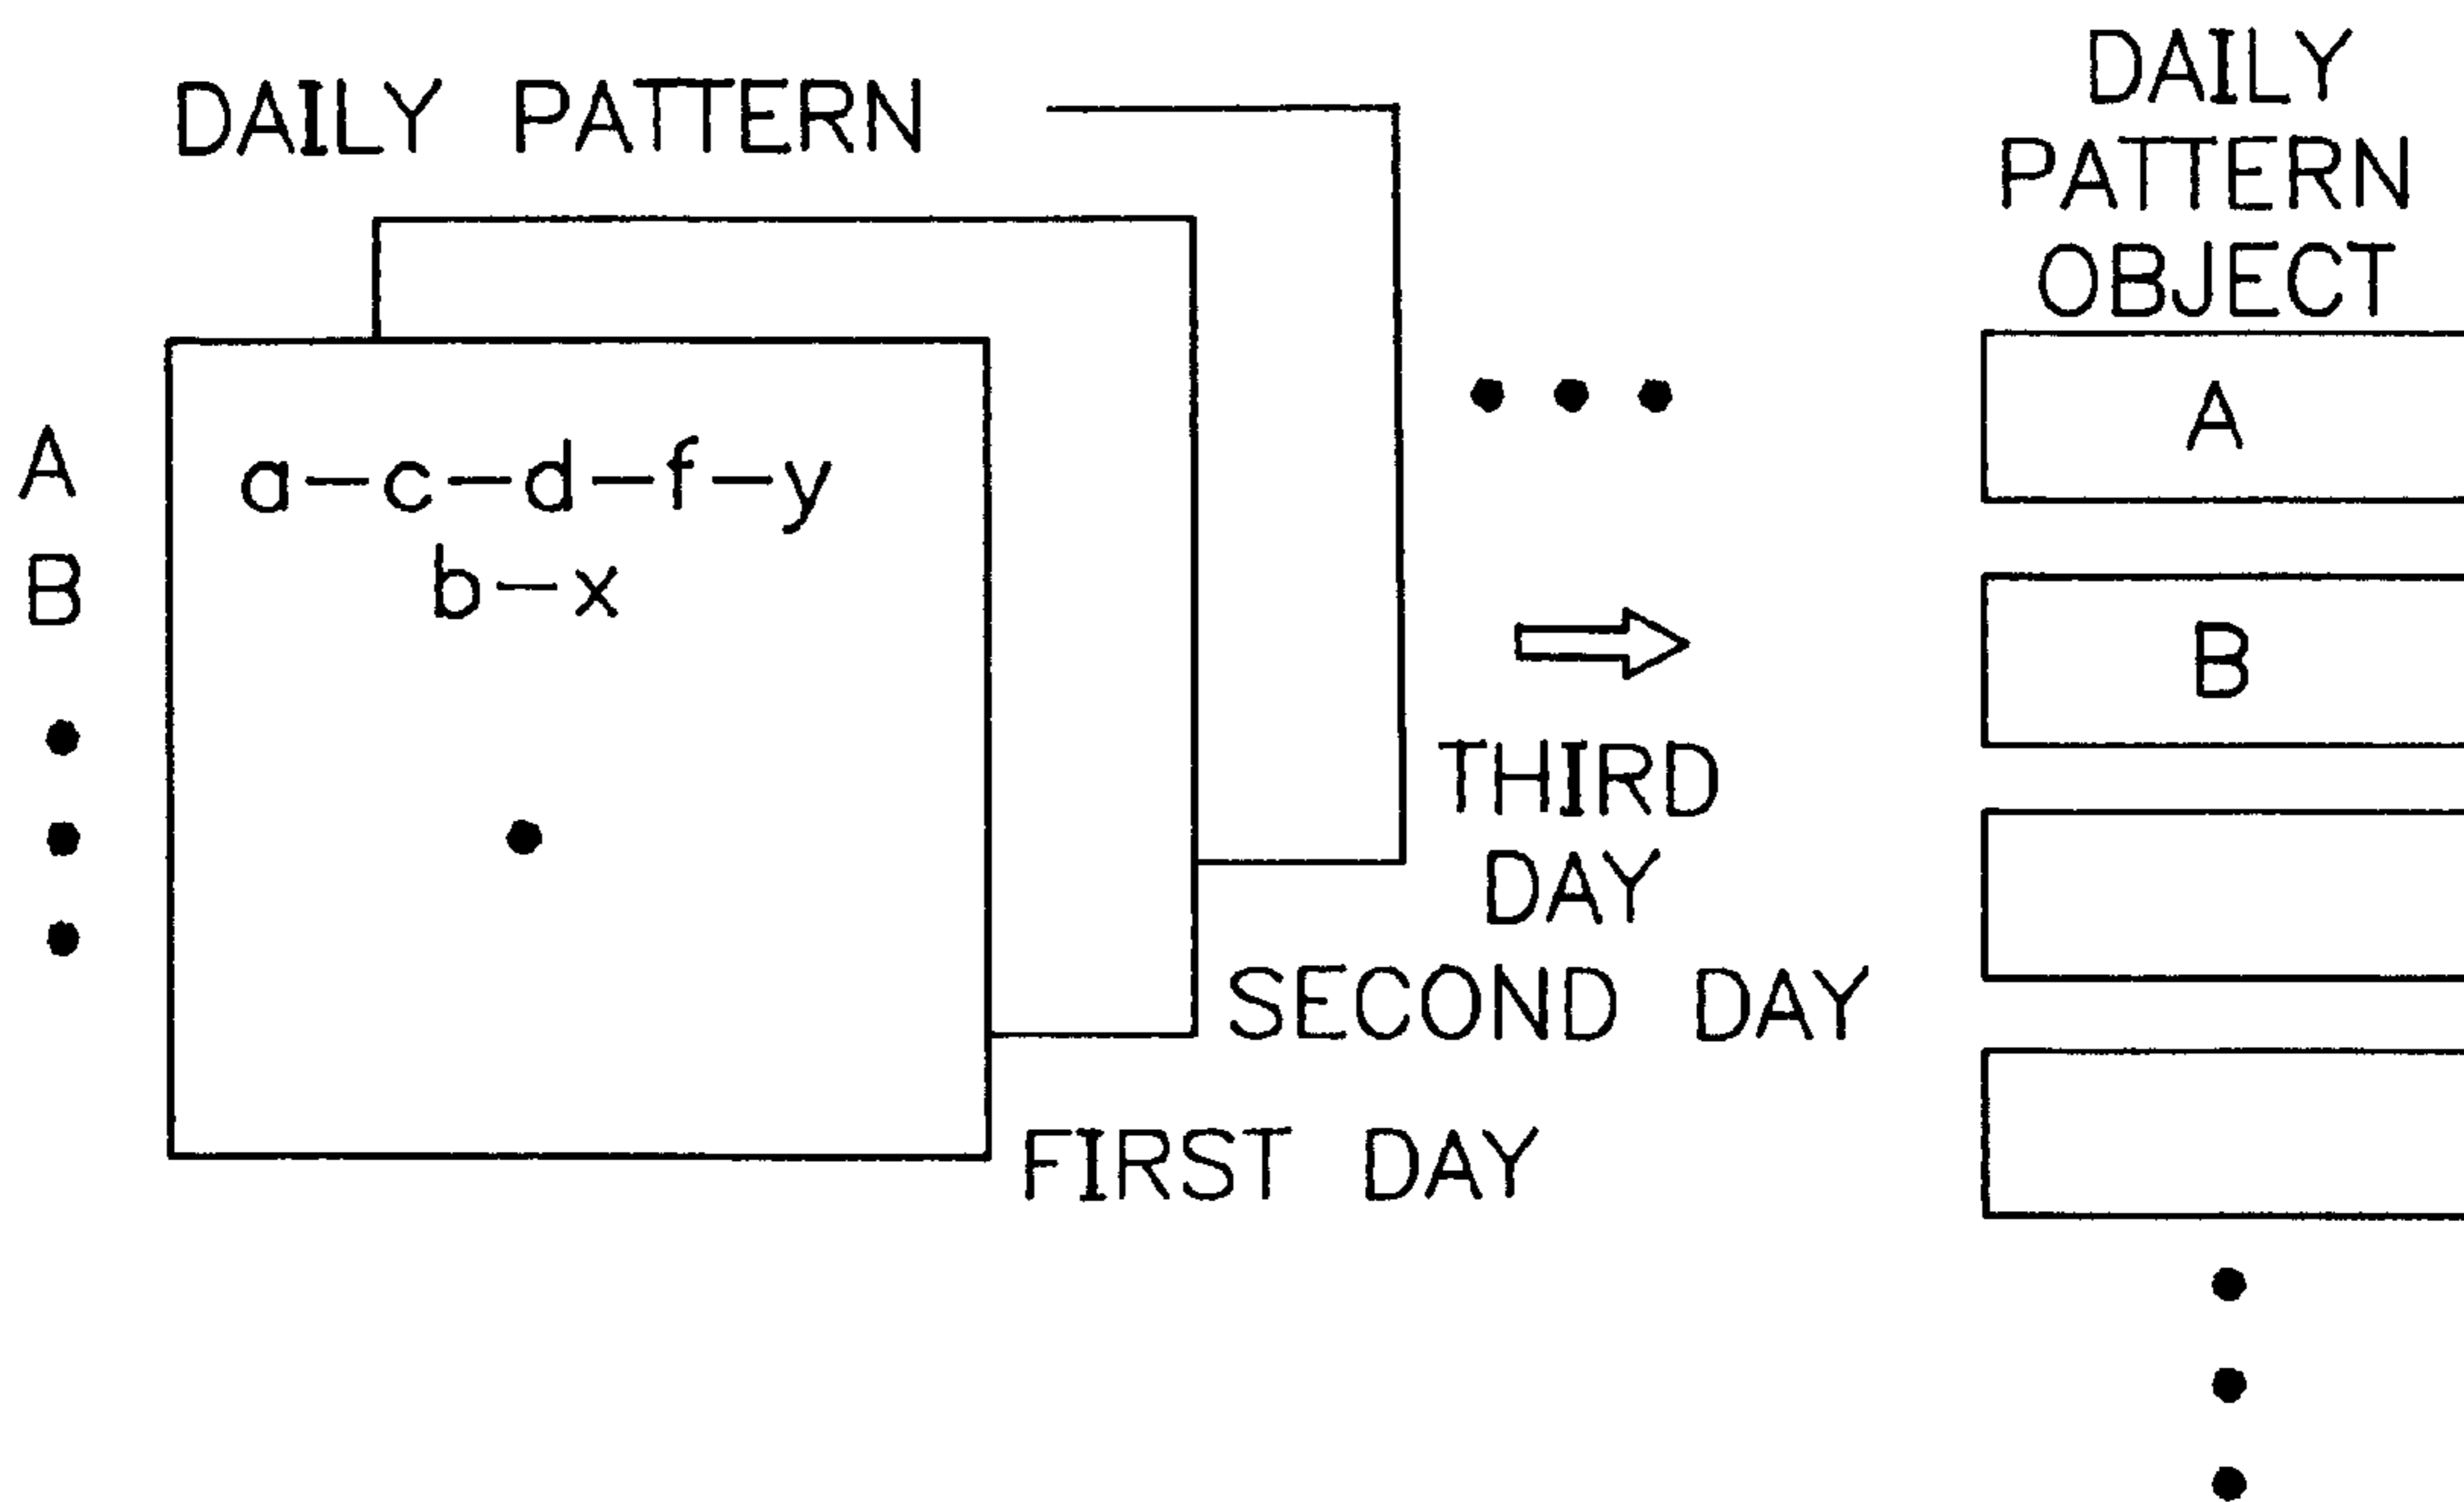 DAILY PATTERN
A
a-c-d-f-y
B
b-x
THIRD
DAY
SECOND DAY
FIRST DAY
DAILY
PATTERN
OBJECT
A
B